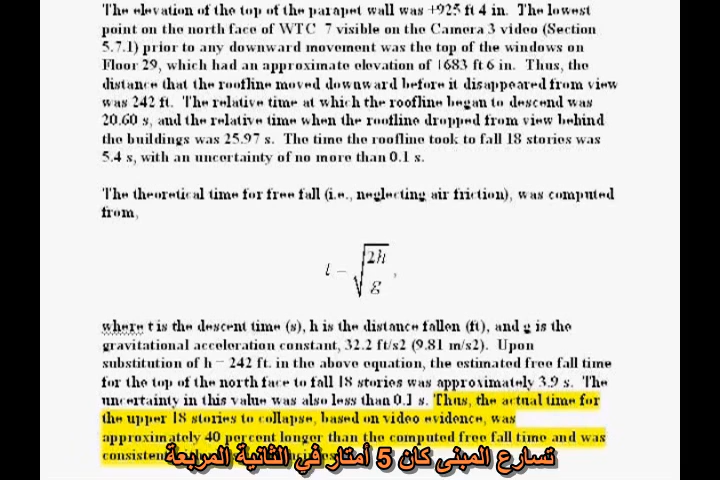 The elevation of the top of the parapet wall was +925 ft 4 in. The lowest
point on the north face of WTC 7 visible on the Camera 3 video (Section
5.7.1) prior to any downward movement was the top of the windows on
Floor 29, which had an approximate elevation of +683 ft 6 in. Thus, the
distance that the roofline moved downward before it disappeared from view
was 242 ft. The relative time at which the roofline began to descend was
20.60 s, and the relative time when the roofline dropped from view behind
the buildings was 25.97 s. The time the roofline took to fall 18 stories was
5.4 s, with an uncertainty of no more than 0.1 s.
The theoretical time for free fall (i.e., neglecting air friction), was computed
from,
t = √(2h/g),
where t is the descent time (s), h is the distance fallen (ft), and g is the
gravitational acceleration constant, 32.2 ft/s2 (9.81 m/s2). Upon
substitution of h = 242 ft. in the above equation, the estimated free fall time
for the top of the north face to fall 18 stories was approximately 3.9 s. The
uncertainty in this value was also less than 0.1 s. Thus, the actual time for
the upper 18 stories to collapse, based on video evidence, was
approximately 40 percent longer than the computed free fall time and was
تسارع المبنى كان 5 أمتار في الثانية المربعة